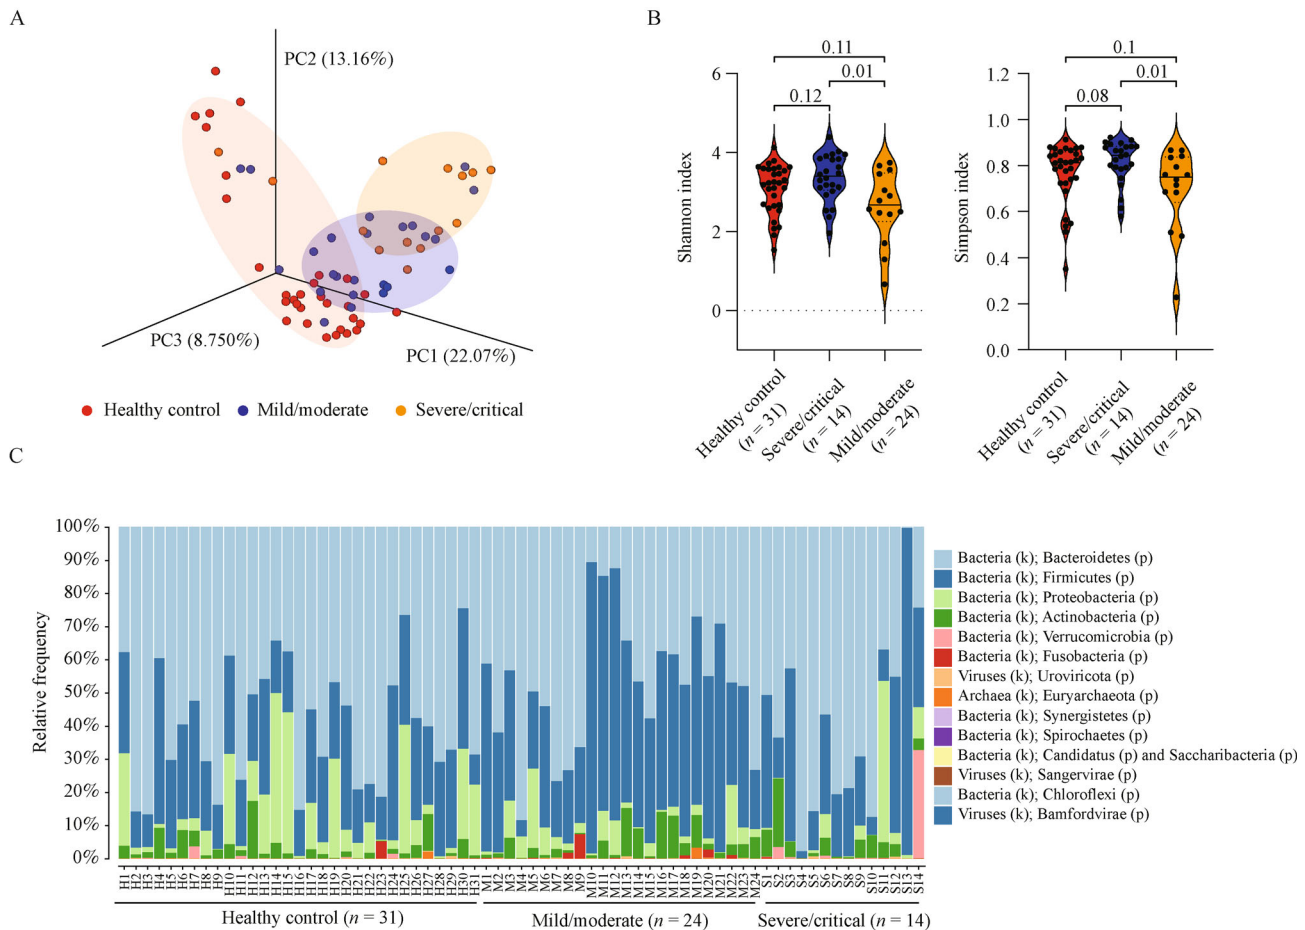 A
PC2 (13.16%)
PC3 (8.750%)
PC1 (22.07%)
Healthy control
Mild/moderate
Severe/critical
B
0.11
0.01
0.12
6
4
2
0
Shannon index
Healthy control
(n = 31)
Severe/critical
(n = 14)
Mild/moderate
(n = 24)
0.1
0.01
0.08
1.2
1.0
0.8
0.6
0.4
0.2
0.0
Simpson index
Healthy control
(n = 31)
Severe/critical
(n = 14)
Mild/moderate
(n = 24)
C
100%
90%
80%
70%
60%
50%
40%
30%
20%
10%
0%
Relative frequency
H1 H2 H3 H4 H5 H6 H7 H8 H9 H10 H11 H12 H13 H14 H15 H16 H17 H18 H19 H20 H21 H22 H23 H24 H25 H26 H27 H28 H29 H30 H31 M1 M2 M3 M4 M5 M6 M7 M8 M9 M10 M11 M12 M13 M14 M15 M16 M17 M18 M19 M20 M21 M22 M23 M24 S1 S2 S3 S4 S5 S6 S7 S8 S9 S10 S11 S12 S13 S14
Healthy control (n = 31)
Mild/moderate (n = 24)
Severe/critical (n = 14)
Bacteria (k); Bacteroidetes (p)
Bacteria (k); Firmicutes (p)
Bacteria (k); Proteobacteria (p)
Bacteria (k); Actinobacteria (p)
Bacteria (k); Verrucomicrobia (p)
Bacteria (k); Fusobacteria (p)
Viruses (k); Uroviricota (p)
Archaea (k); Euryarchaeota (p)
Bacteria (k); Synergistetes (p)
Bacteria (k); Spirochaetes (p)
Bacteria (k); Candidatus (p) and Saccharibacteria (p)
Viruses (k); Sangervirae (p)
Bacteria (k); Chloroflexi (p)
Viruses (k); Bamfordvirae (p)